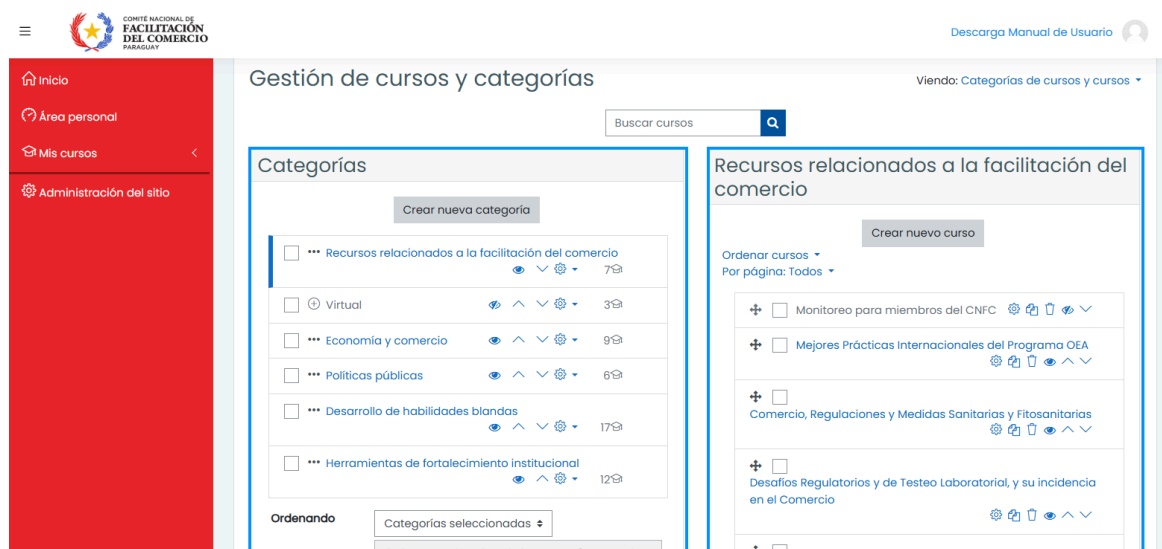 COMITÉ NACIONAL DE
FACILITACIÓN
DEL COMERCIO
PARAGUAY
Descarga Manual de Usuario
Inicio
Área personal
Mis cursos
Administración del sitio
Gestión de cursos y categorías
Viendo: Categorías de cursos y cursos
Buscar cursos
Categorías
Crear nueva categoría
Recursos relacionados a la facilitación del comercio
7
Virtual
3
Economía y comercio
9
Políticas públicas
6
Desarrollo de habilidades blandas
17
Herramientas de fortalecimiento institucional
12
Ordenando
Categorías seleccionadas
Recursos relacionados a la facilitación del
comercio
Crear nuevo curso
Ordenar cursos
Por página: Todos
Monitoreo para miembros del CNFC
Mejores Prácticas Internacionales del Programa OEA
Comercio, Regulaciones y Medidas Sanitarias y Fitosanitarias
Desafíos Regulatorios y de Testeo Laboratorial, y su incidencia
en el Comercio